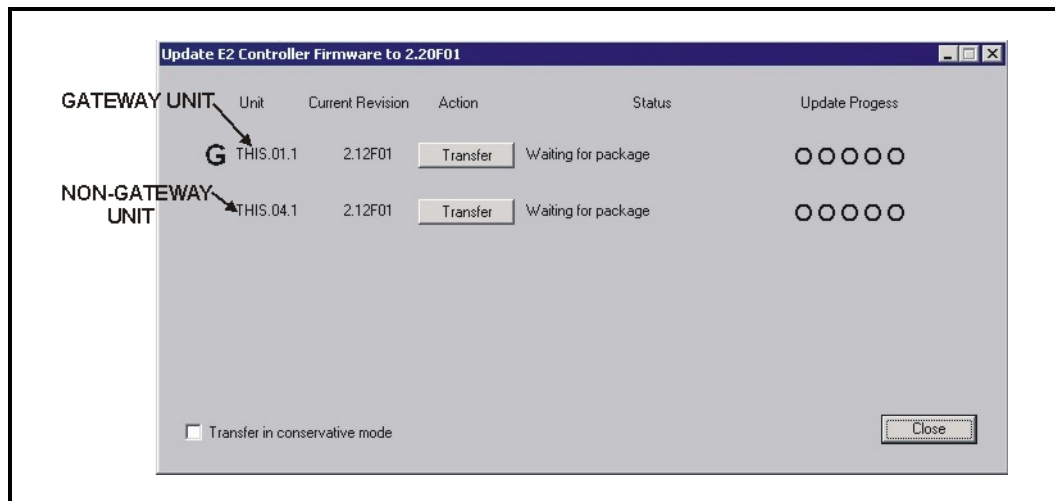 Update E2 Controller Firmware to 2.20F01
GATEWAY UNIT
Unit Current Revision Action Status Update Progess
G THIS.01.1 2.12F01 Transfer Waiting for package
NON-GATEWAY
UNIT
THIS.04.1 2.12F01 Transfer Waiting for package
Transfer in conservative mode
Close